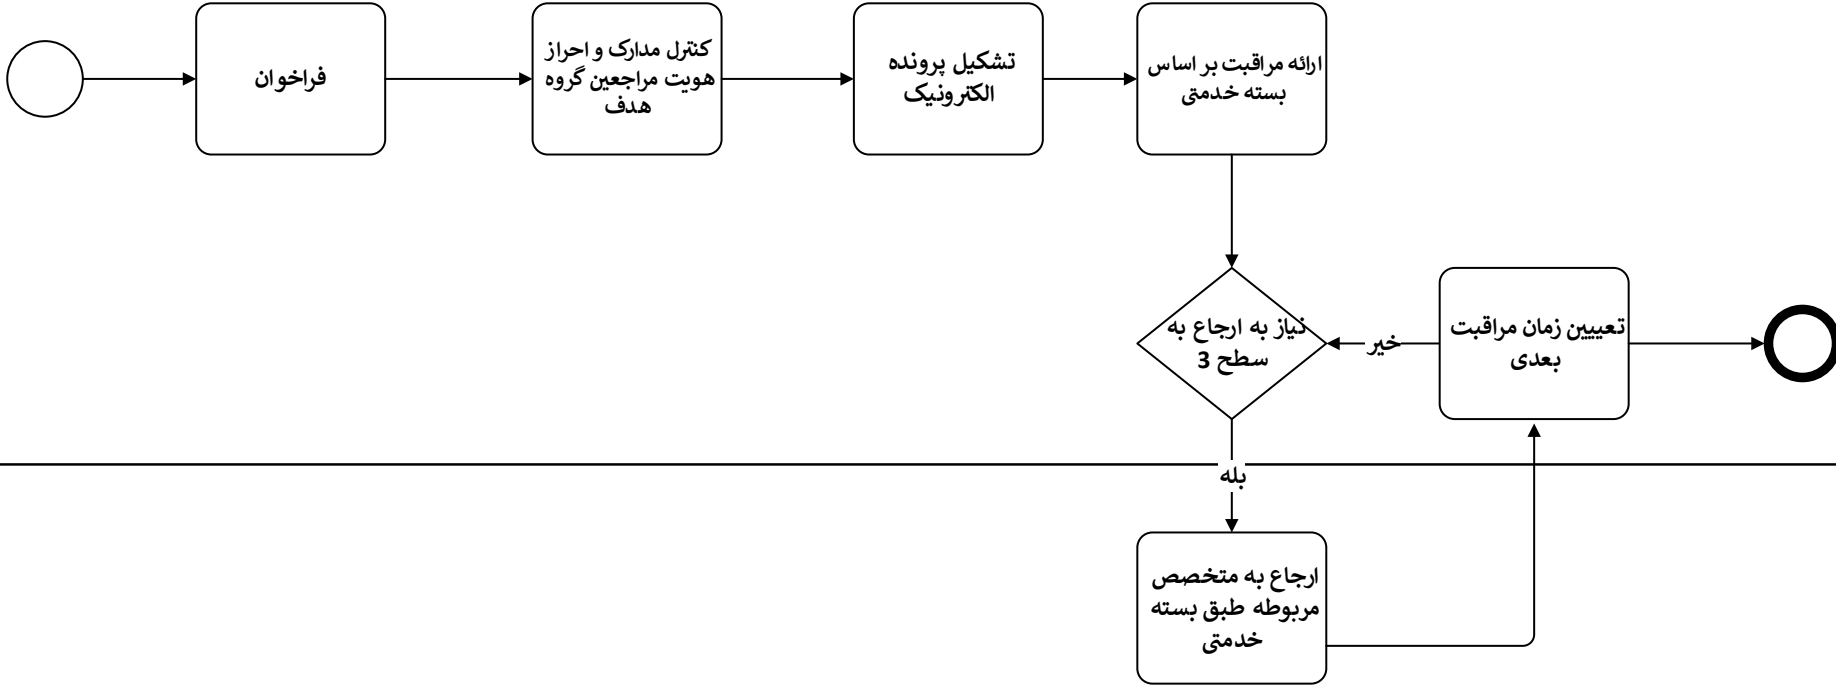 فراخوان
کنترل مدارک و احراز
هویت مراجعین گروه
هدف
تشکیل پرونده
الکترونیک
ارائه مراقبت بر اساس
بسته خدمتی
نیاز به ارجاع به
سطح 3
خیر
تعییین زمان مراقبت
بعدی
بله
ارجاع به متخصص
مربوطه طبق بسته
خدمتی